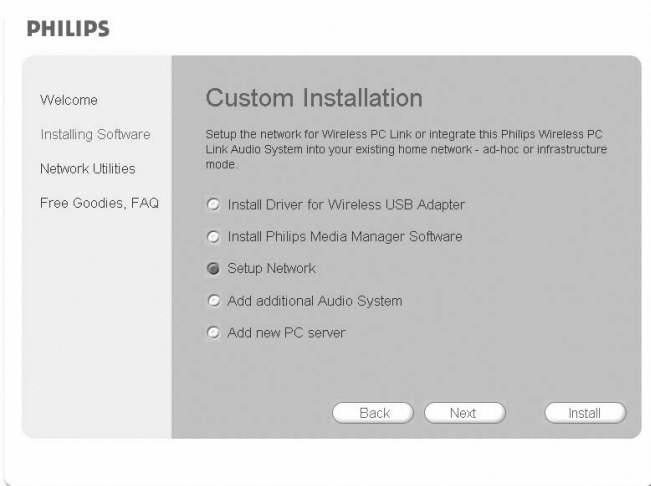 PHILIPS
Welcome
Installing Software
Network Utilities
Free Goodies, FAQ
Custom Installation
Setup the network for Wireless PC Link or integrate this Philips Wireless PC
Link Audio System into your existing home network - ad-hoc or infrastructure
mode.
Install Driver for Wireless USB Adapter
Install Philips Media Manager Software
Setup Network
Add additional Audio System
Add new PC server
Back
Next
Install